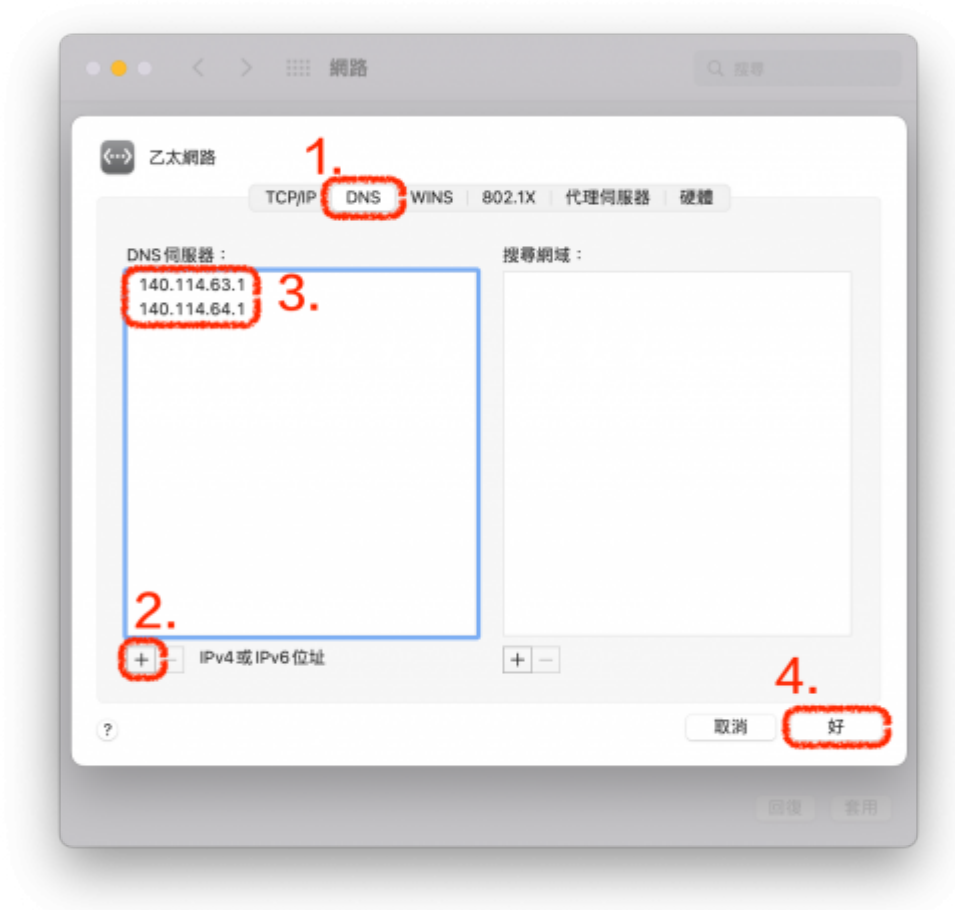 網路
搜尋
乙太網路
1.
TCP/IP DNS WINS 802.1X 代理伺服器 硬體
DNS 伺服器：
搜尋網域：
140.114.63.1
140.114.64.1
3.
2.
+ − IPv4 或 IPv6 位址
+ −
4.
?
取消
好
回復
套用